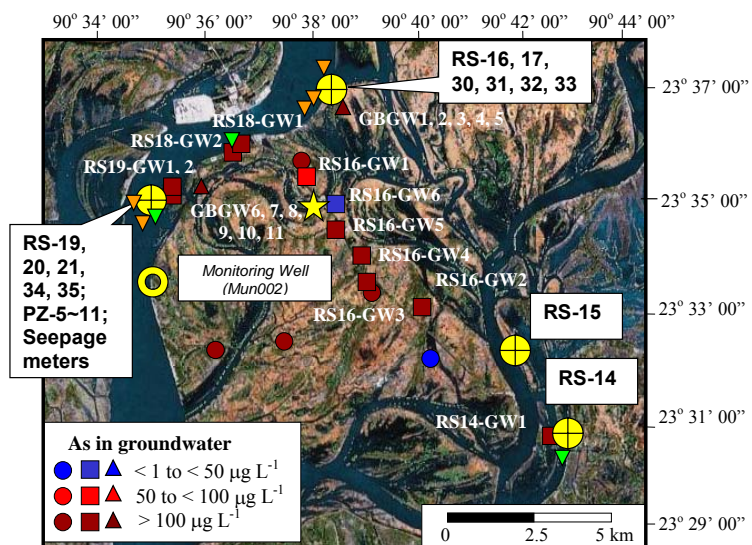 90° 34' 00’’ 90° 36' 00’’ 90° 38' 00’’ 90° 40' 00’’ 90° 42' 00’’ 90° 44' 00’’
RS-16, 17,
30, 31, 32, 33
23° 37' 00’’
RS18-GW1
GBGW1, 2, 3, 4, 5
RS18-GW2
RS19-GW1, 2
RS16-GW1
RS16-GW6
23° 35' 00’’
GBGW6, 7, 8,
9, 10, 11
RS16-GW5
RS-19,
20, 21,
34, 35;
PZ-5~11;
Seepage
meters
RS16-GW4
Monitoring Well
(Mun002)
RS16-GW2
RS16-GW3
23° 33' 00’’
RS-15
RS-14
RS14-GW1
23° 31' 00’’
As in groundwater
< 1 to < 50 μg L-1
50 to < 100 μg L-1
> 100 μg L-1
0 2.5 5 km
23° 29' 00’’